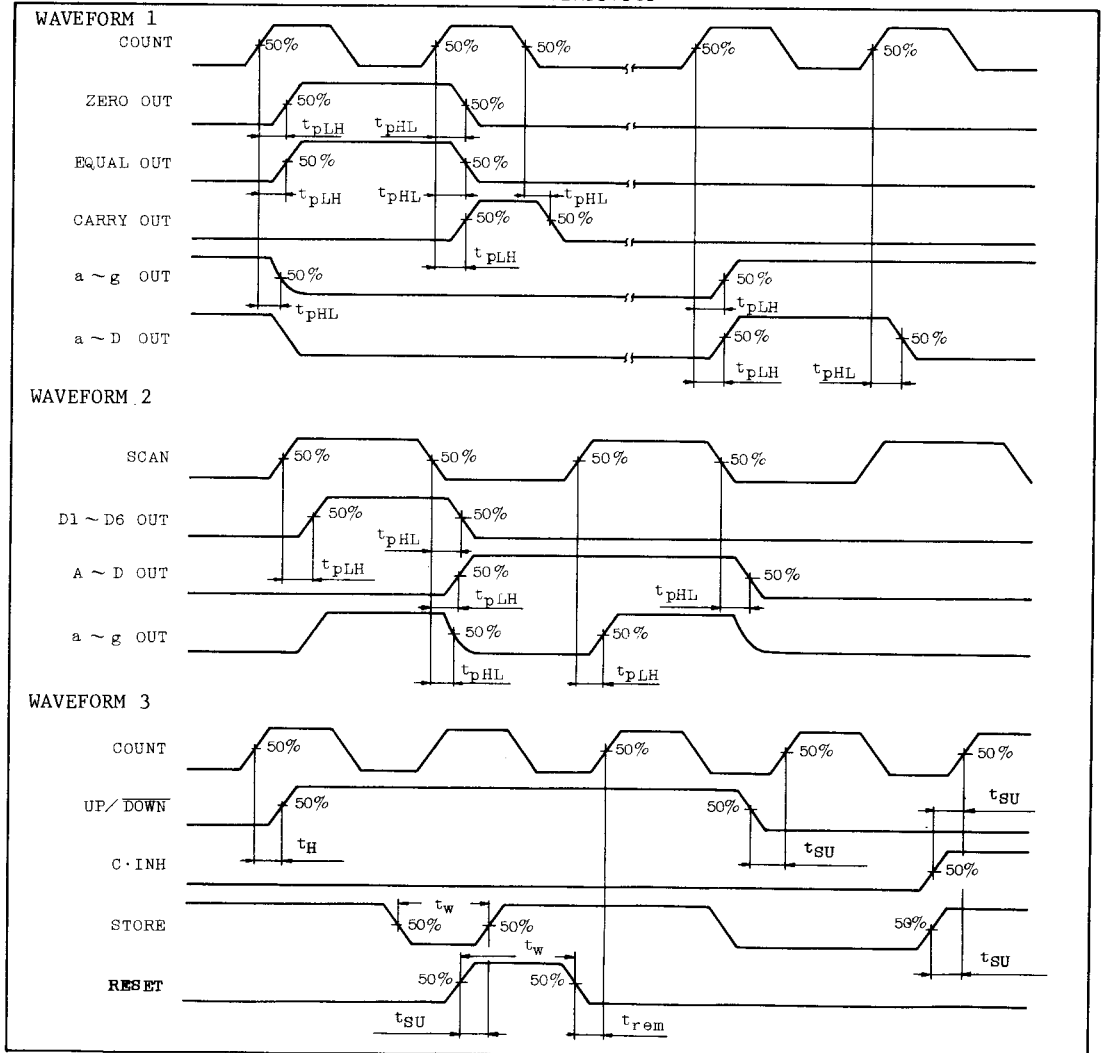 WAVEFORM 1
COUNT
50% 50% 50% 50% 50%
ZERO OUT
50% 50%
tpLH tpHL
EQUAL OUT
50% 50%
tpLH tpHL tpHL
CARRY OUT
50% 50%
tpLH
a ~ g OUT
50% 50%
tpHL tpLH
a ~ D OUT
50% 50%
tpLH tpHL
WAVEFORM 2
SCAN
50% 50% 50% 50%
D1 ~ D6 OUT
50% 50%
tpLH tpHL
A ~ D OUT
50% 50%
tpLH tpHL
a ~ g OUT
50% 50%
tpHL tpLH
WAVEFORM 3
COUNT
50% 50% 50% 50%
UP/DOWN
50% 50%
tH tSU tSU
C·INH
50%
STORE
tw
50% 50% 50%
tw tSU
RESET
50% 50%
tSU trem